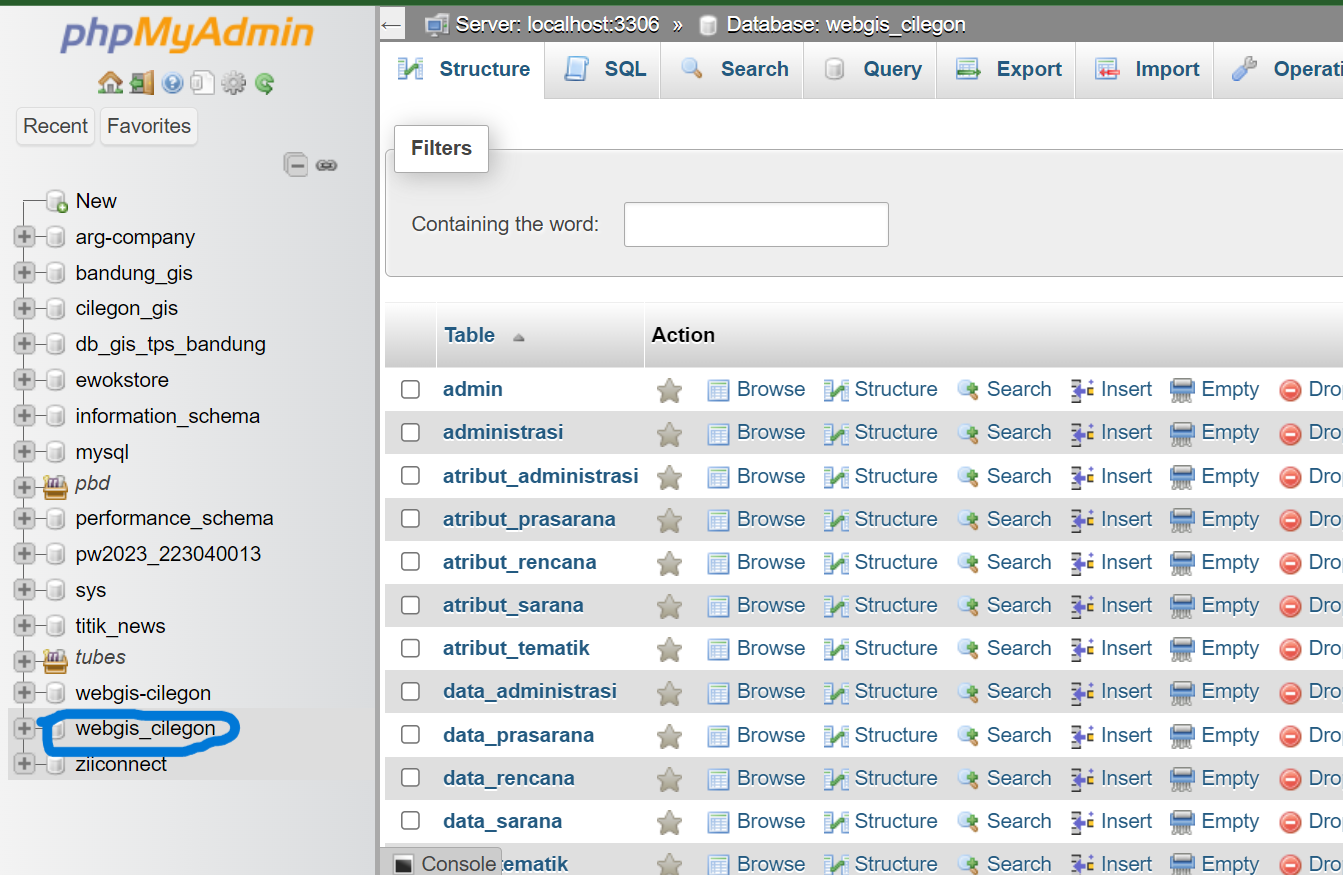 phpMyAdmin
Recent Favorites
New
arg-company
bandung_gis
cilegon_gis
db_gis_tps_bandung
ewokstore
information_schema
mysql
pbd
performance_schema
pw2023_223040013
sys
titik_news
tubes
webgis-cilegon
webgis_cilegon
ziiconnect
Server: localhost:3306 » Database: webgis_cilegon
Structure SQL Search Query Export Import Operati
Filters
Containing the word:
Table Action
admin Browse Structure Search Insert Empty Dro
administrasi Browse Structure Search Insert Empty Dro
atribut_administrasi Browse Structure Search Insert Empty Dro
atribut_prasarana Browse Structure Search Insert Empty Dro
atribut_rencana Browse Structure Search Insert Empty Dro
atribut_sarana Browse Structure Search Insert Empty Dro
atribut_tematik Browse Structure Search Insert Empty Dro
data_administrasi Browse Structure Search Insert Empty Dro
data_prasarana Browse Structure Search Insert Empty Dro
data_rencana Browse Structure Search Insert Empty Dro
data_sarana Browse Structure Search Insert Empty Dro
Console tematik Browse Structure Search Insert Empty Dro